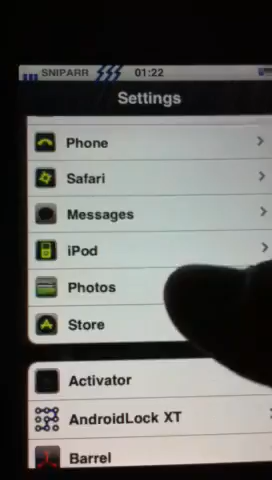 SNIPARR 01:22
Settings
Phone
Safari
Messages
iPod
Photos
Store
Activator
AndroidLock XT
Barrel